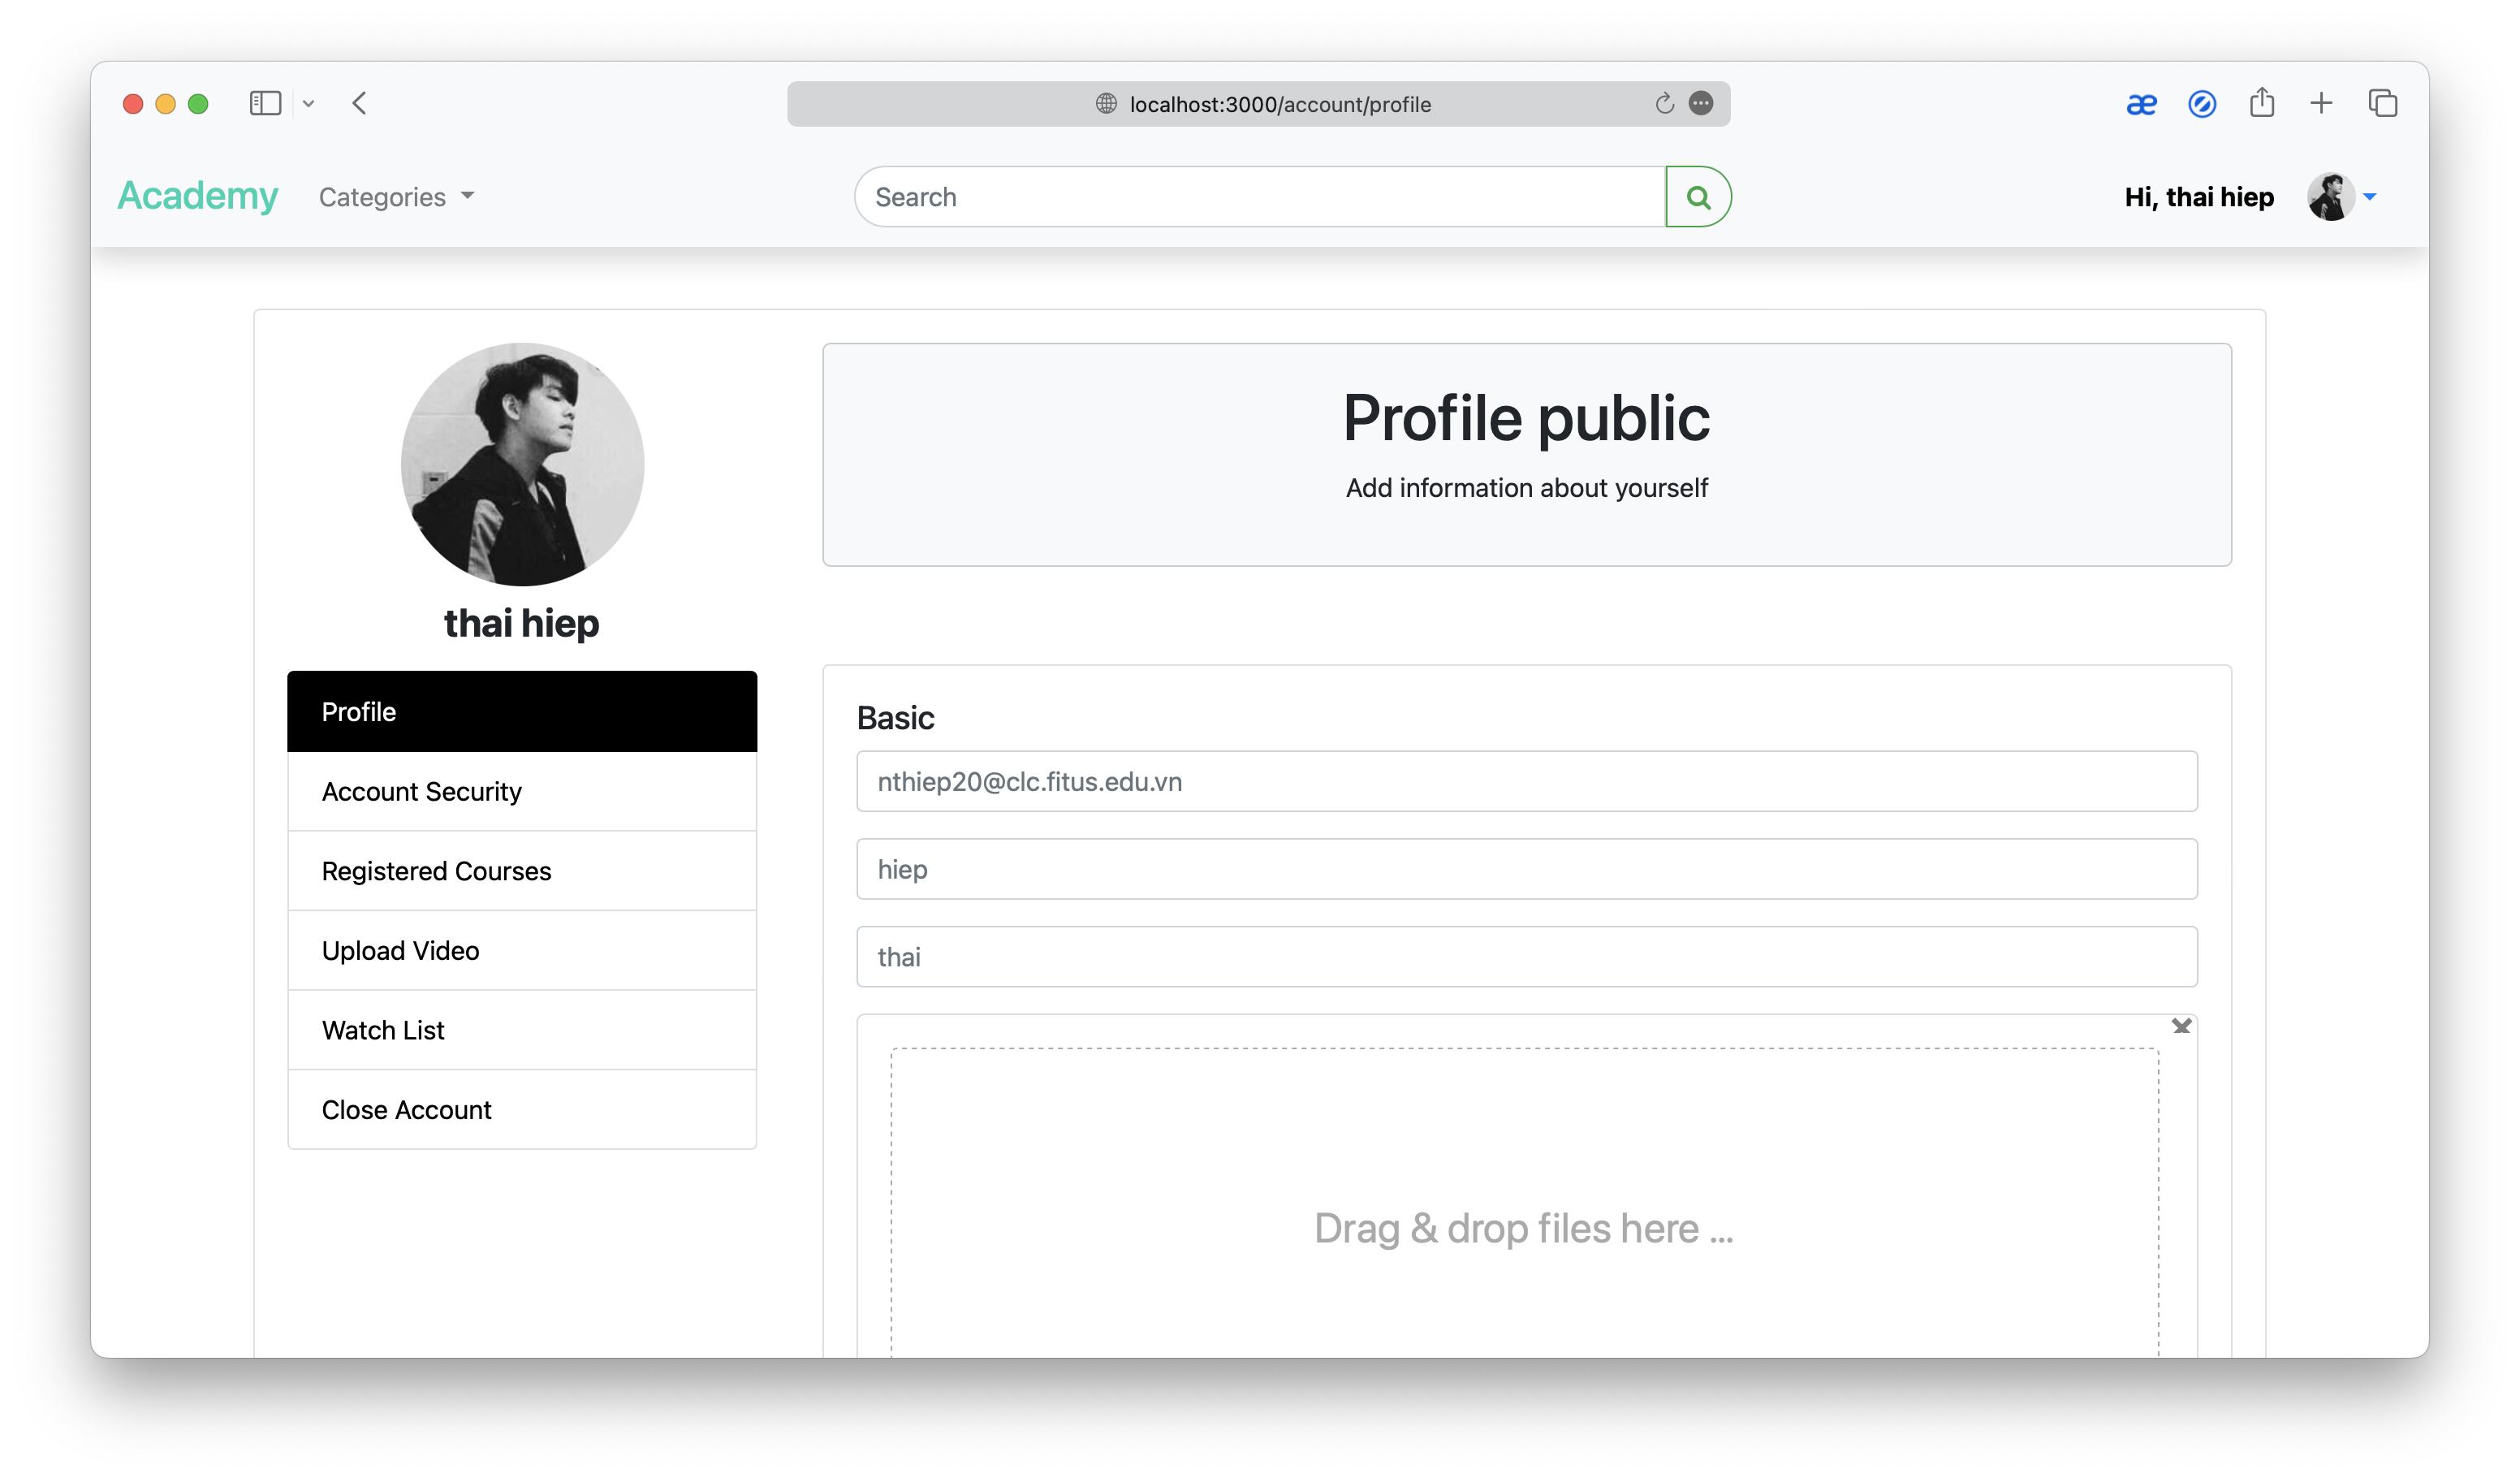 localhost:3000/account/profile
Academy
Categories
Search
Hi, thai hiep
thai hiep
Profile
Account Security
Registered Courses
Upload Video
Watch List
Close Account
Profile public
Add information about yourself
Basic
nthiep20@clc.fitus.edu.vn
hiep
thai
Drag & drop files here ...